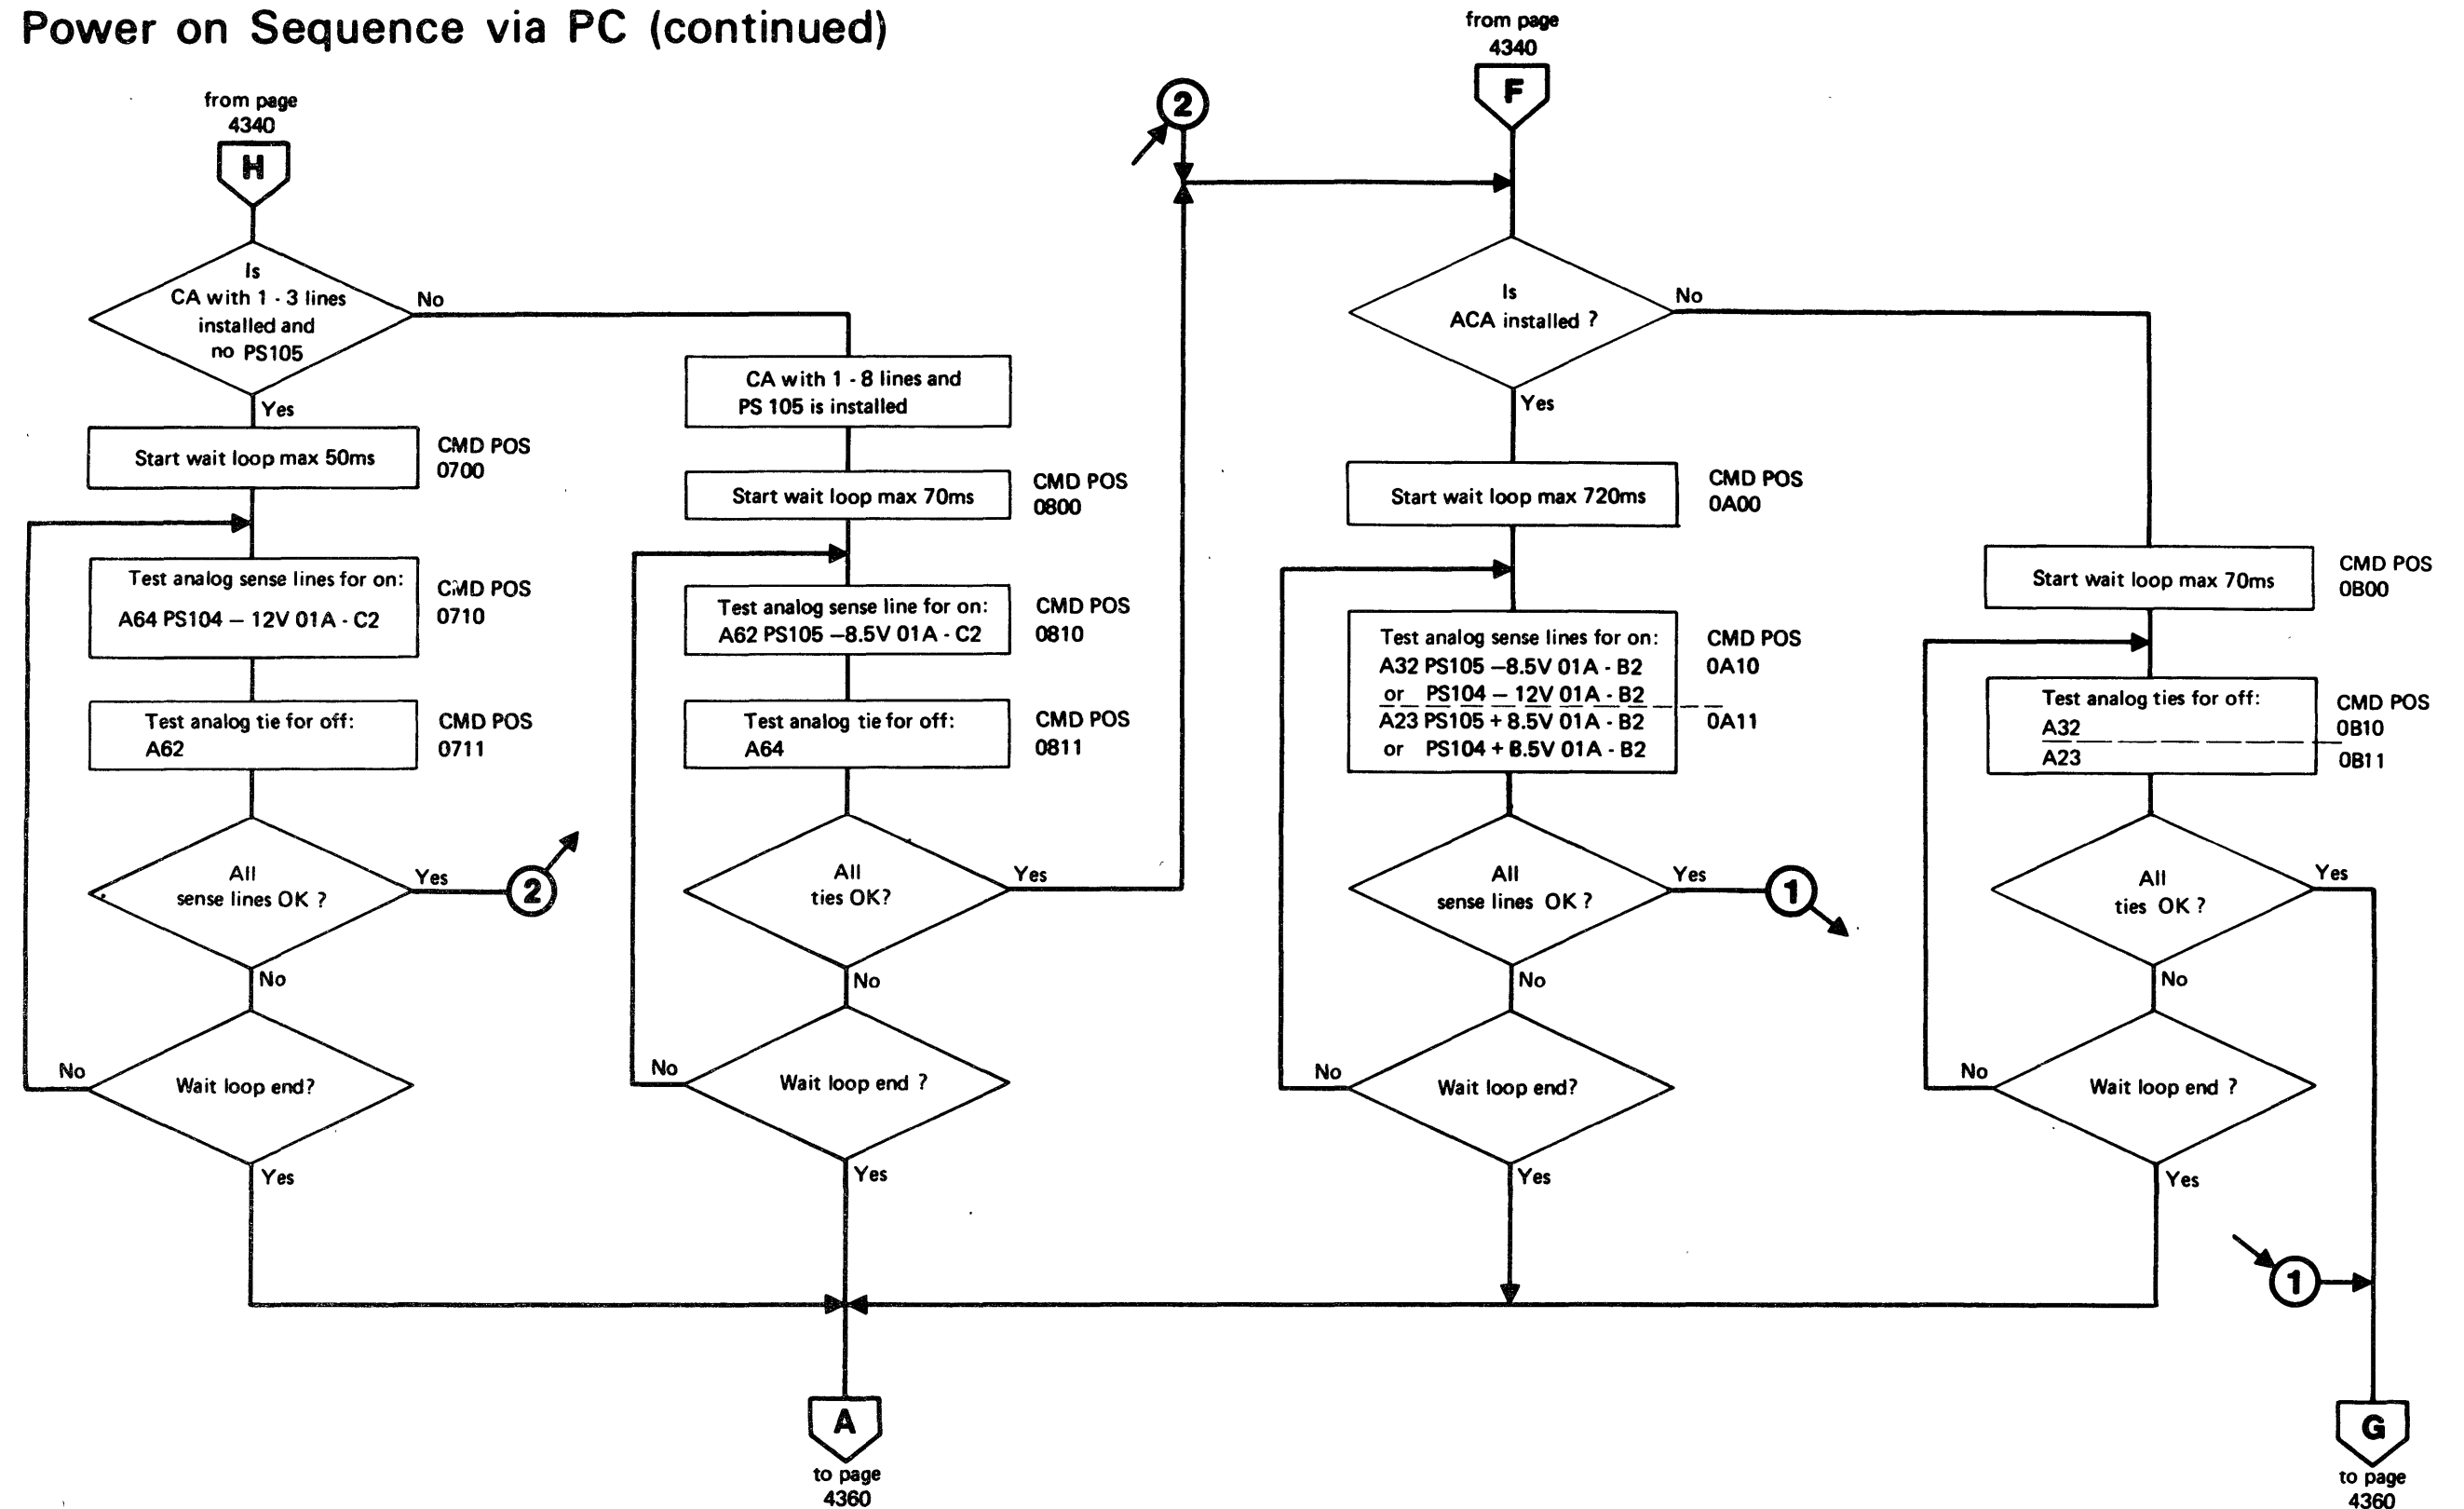 Power on Sequence via PC (continued)
from page
4340
H
Is
CA with 1 - 3 lines
installed and
no PS105
No
Yes
Start wait loop max 50ms
CMD POS
0700
Test analog sense lines for on:
A64 PS104 – 12V 01A - C2
CMD POS
0710
Test analog tie for off:
A62
CMD POS
0711
All
sense lines OK ?
Yes
2
No
Wait loop end?
No
Yes
CA with 1 - 8 lines and
PS 105 is installed
Start wait loop max 70ms
CMD POS
0800
Test analog sense line for on:
A62 PS105 –8.5V 01A - C2
CMD POS
0810
Test analog tie for off:
A64
CMD POS
0811
All
ties OK?
Yes
No
Wait loop end ?
No
Yes
A
to page
4360
2
from page
4340
F
Is
ACA installed ?
No
Yes
Start wait loop max 720ms
CMD POS
0A00
Test analog sense lines for on:
A32 PS105 –8.5V 01A - B2
or PS104 – 12V 01A - B2
A23 PS105 + 8.5V 01A - B2
or PS104 + 8.5V 01A - B2
CMD POS
0A10
0A11
All
sense lines OK ?
Yes
1
No
Wait loop end?
No
Yes
Start wait loop max 70ms
CMD POS
0B00
Test analog ties for off:
A32
A23
CMD POS
0B10
0B11
All
ties OK ?
Yes
No
Wait loop end ?
No
Yes
1
G
to page
4360